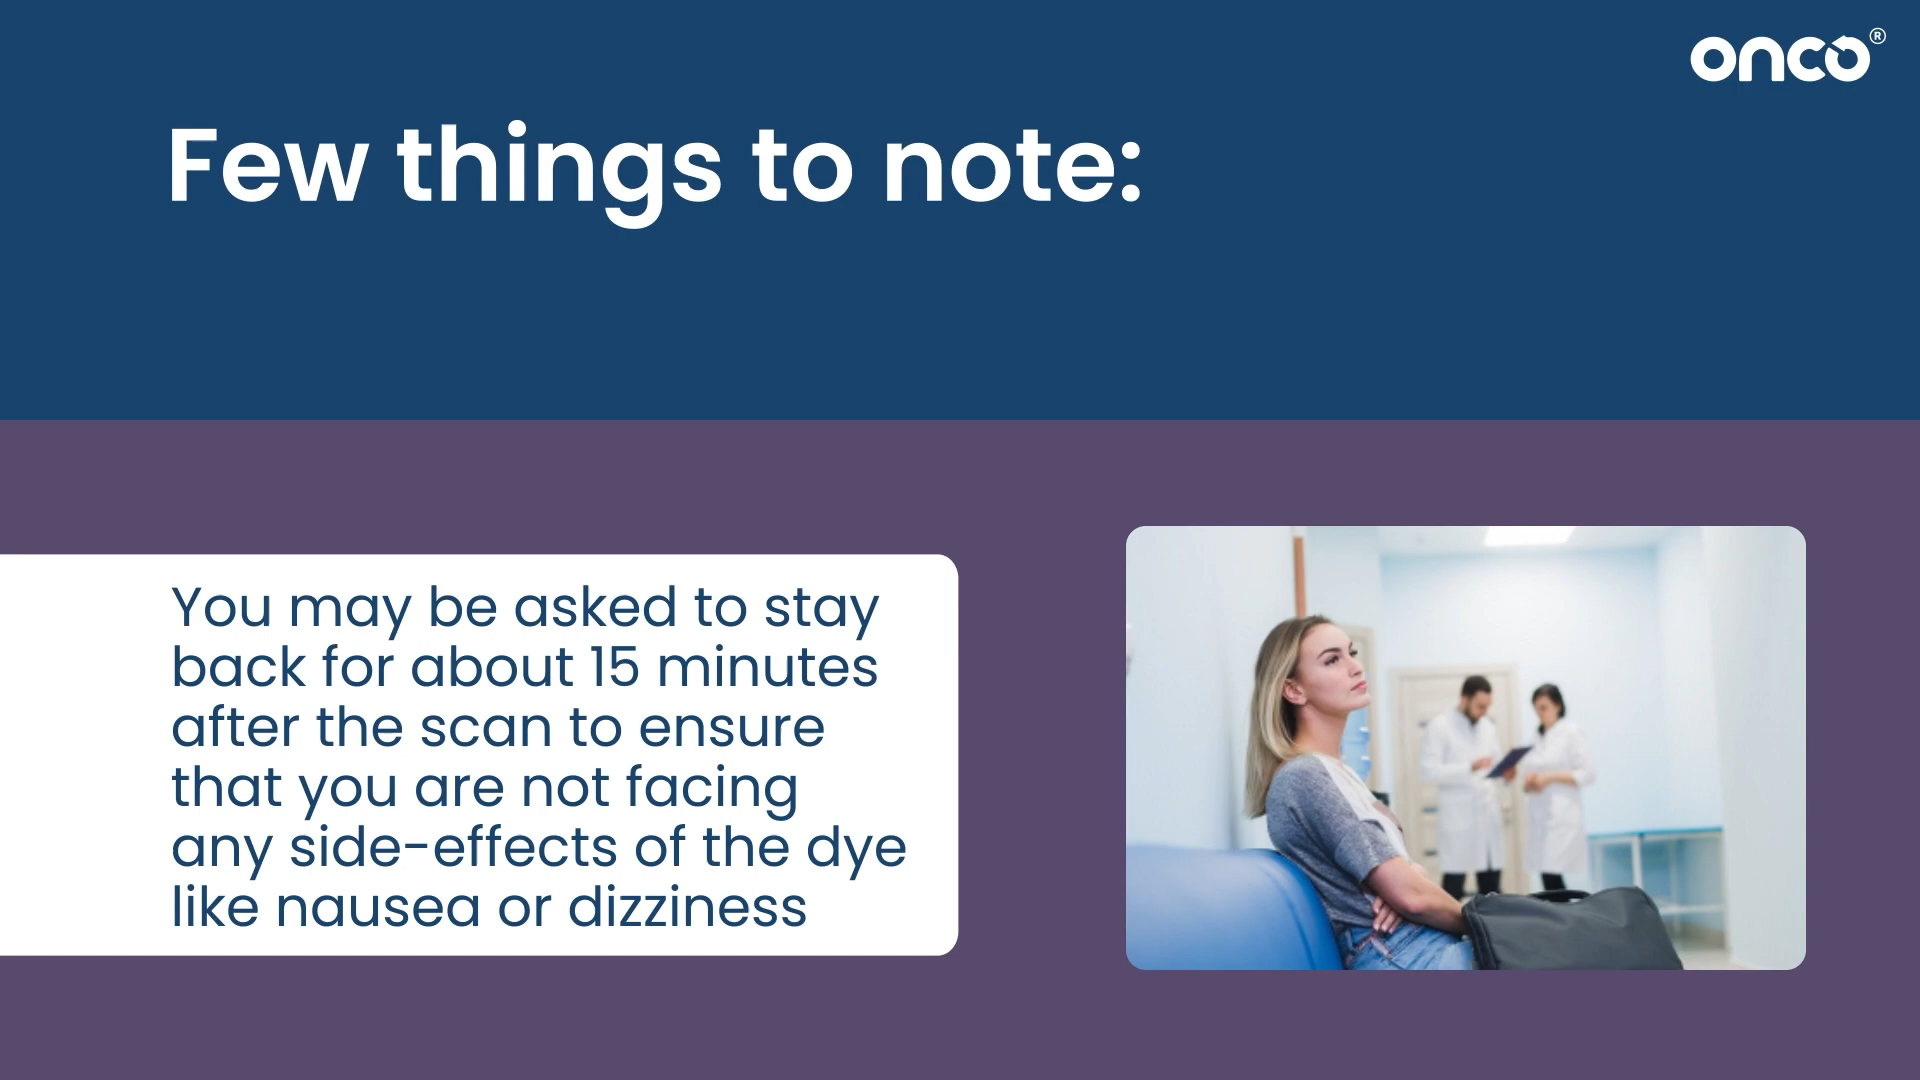 onco®
Few things to note:
You may be asked to stay
back for about 15 minutes
after the scan to ensure
that you are not facing
any side-effects of the dye
like nausea or dizziness